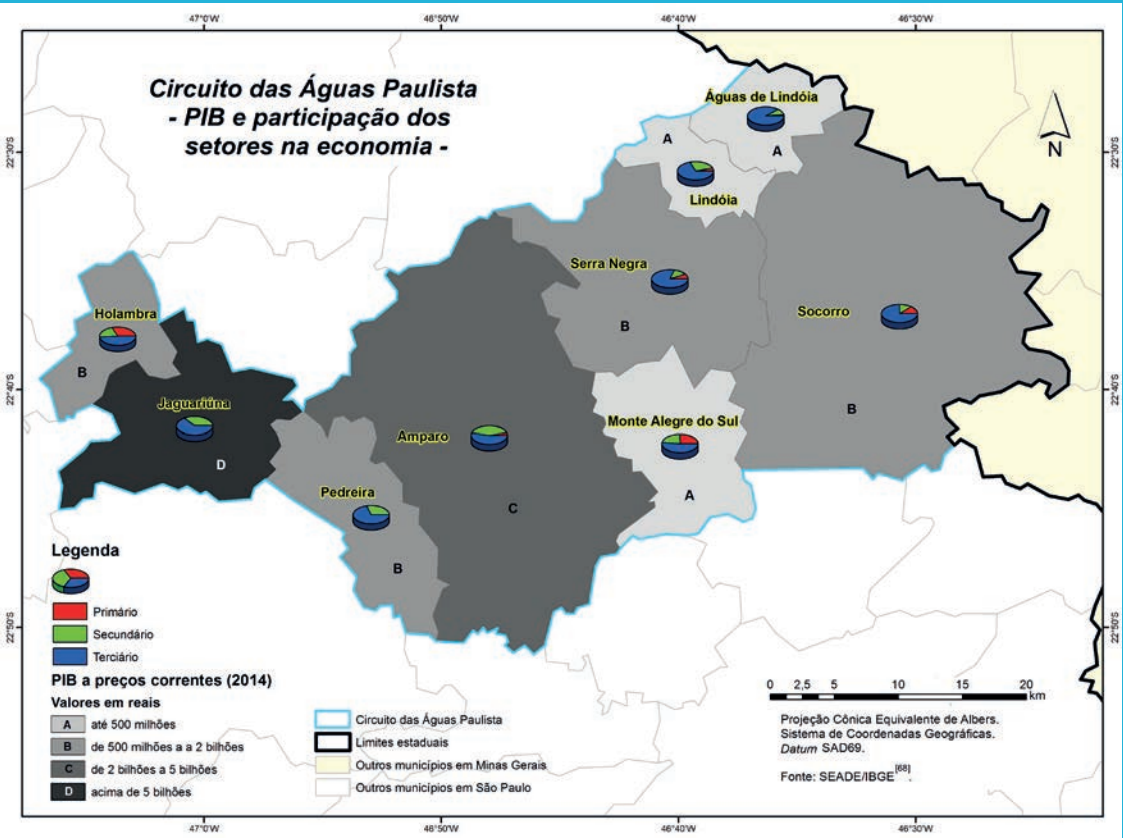 47°0'W
46°50'W
46°40'W
46°30'W
Circuito das Águas Paulista
- PIB e participação dos
setores na economia -
22°30'S
22°30'S
N
Águas de Lindóia
A
A
Lindóia
Serra Negra
B
Socorro
B
Holambra
B
22°40'S
22°40'S
Jaguariúna
D
Amparo
C
Monte Alegre do Sul
A
Pedreira
B
Legenda
Primário
Secundário
Terciário
22°50'S
22°50'S
PIB a preços correntes (2014)
Valores em reais
A até 500 milhões
B de 500 milhões a a 2 bilhões
C de 2 bilhões a 5 bilhões
D acima de 5 bilhões
Circuito das Águas Paulista
Limites estaduais
Outros municípios em Minas Gerais
Outros municípios em São Paulo
0 2,5 5 10 15 20
km
Projeção Cônica Equivalente de Albers.
Sistema de Coordenadas Geográficas.
Datum SAD69.
Fonte: SEADE/IBGE[68].
47°0'W
46°50'W
46°40'W
46°30'W